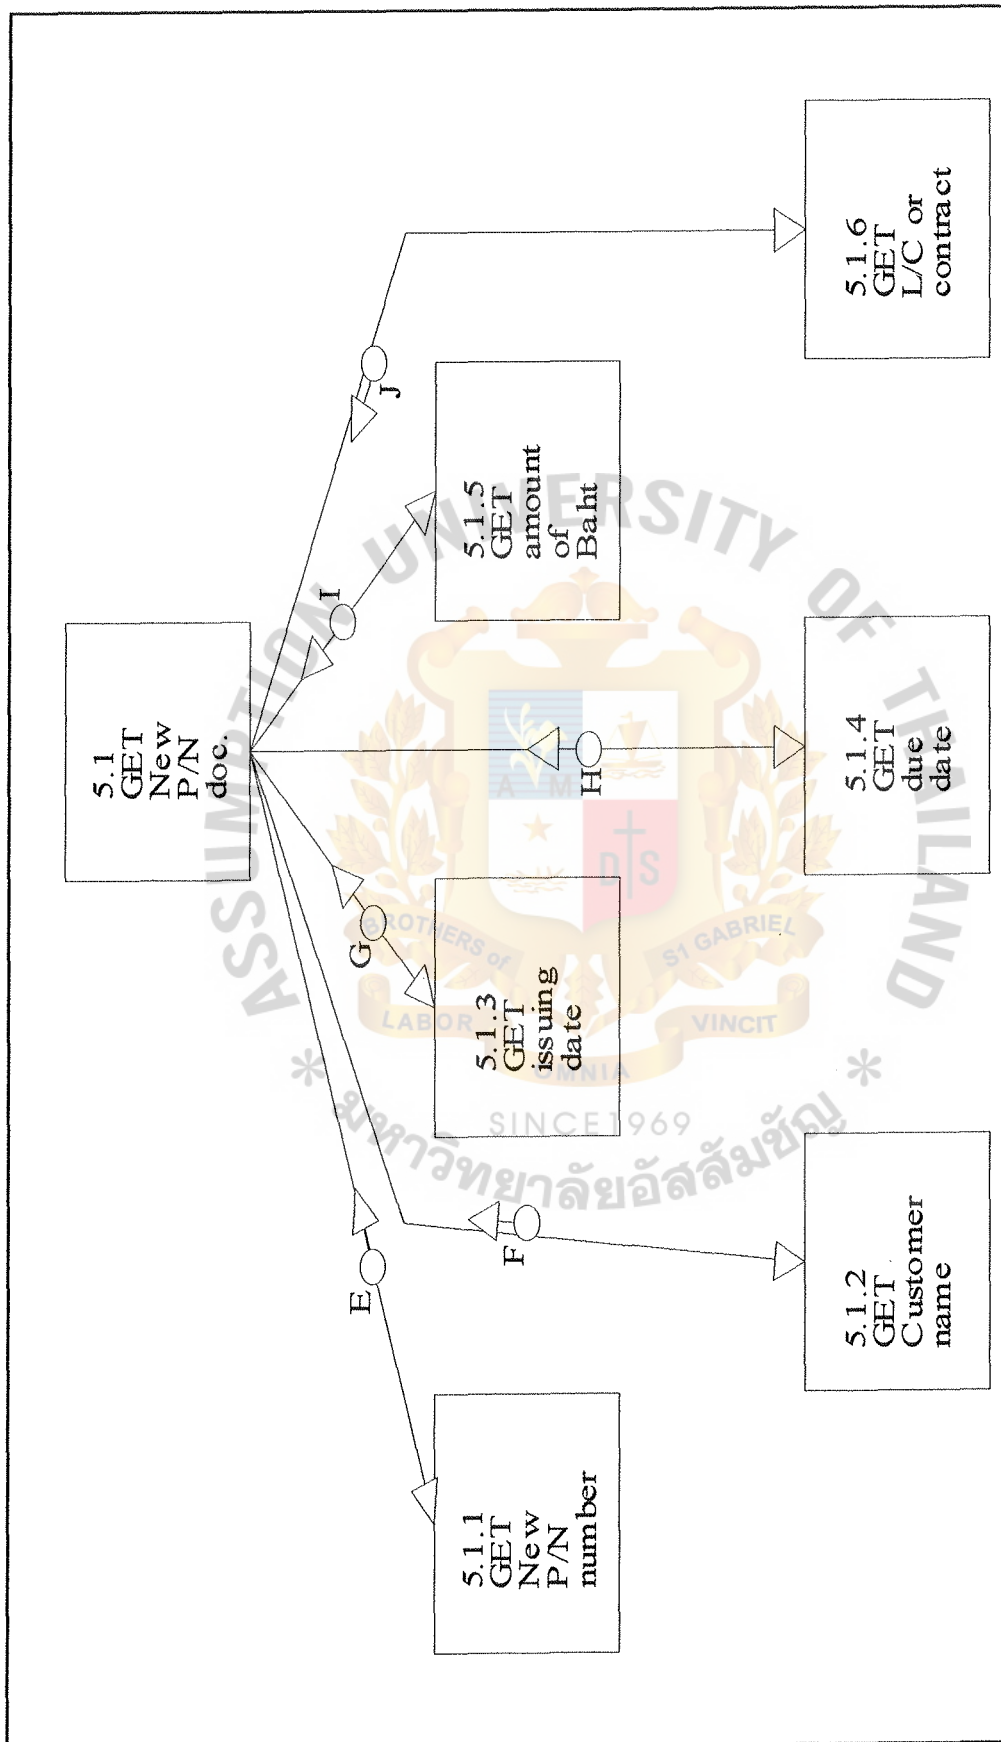 5.1
GET
New
P/N
doc.
E
F
G
H
I
J
5.1.1
GET
New
P/N
number
5.1.2
GET
Customer
name
5.1.3
GET
issuing
date
5.1.4
GET
due
date
5.1.5
GET
amount
of
Baht
5.1.6
GET
L/C or
contract
ASSUMPTION UNIVERSITY OF THAILAND
A M
D S
BROTHERS of
S1 GABRIEL
LABOR
OMNIA
VINCIT
SINCE1969
* มหาวิทยาลัยอัสสัมชัญ *